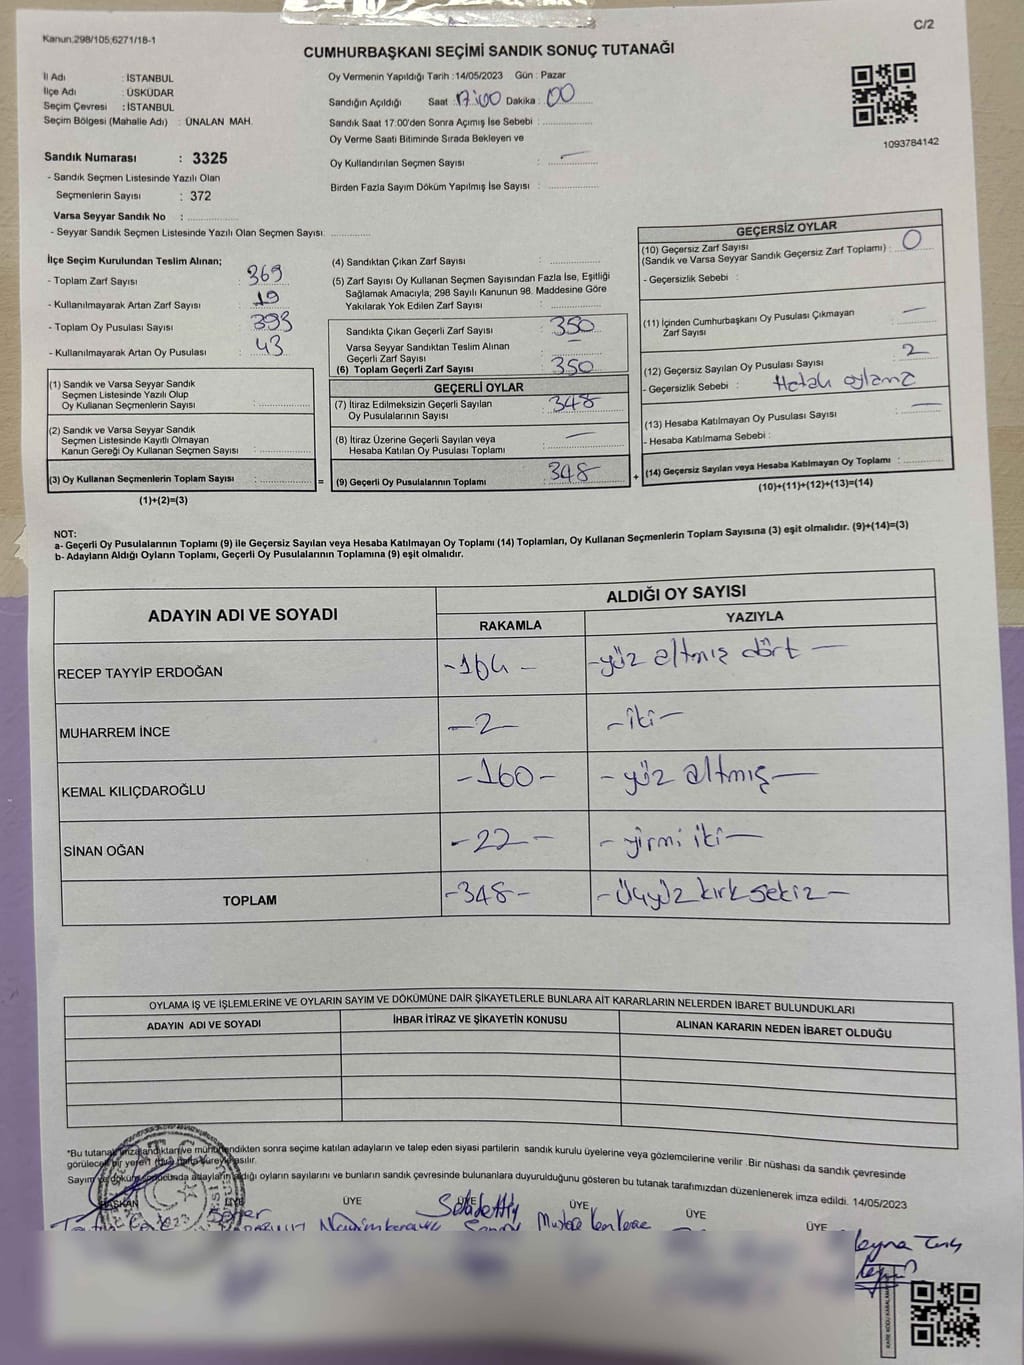 Kanun:298/105;6271/18-1
C/2
CUMHURBAŞKANI SEÇİMİ SANDIK SONUÇ TUTANAĞI
İl Adı : İSTANBUL
İlçe Adı : ÜSKÜDAR
Seçim Çevresi : İSTANBUL
Seçim Bölgesi (Mahalle Adı) : ÜNALAN MAH.
Oy Vermenin Yapıldığı Tarih :14/05/2023 Gün : Pazar
Sandığın Açıldığı Saat : 17:00 Dakika : 00
Sandık Saat 17:00'den Sonra Açımış İse Sebebi :
Oy Verme Saati Bitiminde Sırada Bekleyen ve
Oy Kullandırılan Seçmen Sayısı : —
Birden Fazla Sayım Döküm Yapılmış İse Sayısı :
1093784142
Sandık Numarası : 3325
- Sandık Seçmen Listesinde Yazılı Olan
Seçmenlerin Sayısı : 372
Varsa Seyyar Sandık No :
- Seyyar Sandık Seçmen Listesinde Yazılı Olan Seçmen Sayısı:
İlçe Seçim Kurulundan Teslim Alınan;
- Toplam Zarf Sayısı : 369
- Kullanılmayarak Artan Zarf Sayısı : 19
- Toplam Oy Pusulası Sayısı : 393
- Kullanılmayarak Artan Oy Pusulası : 43
(1) Sandık ve Varsa Seyyar Sandık
Seçmen Listesinde Yazılı Olup
Oy Kullanan Seçmenlerin Sayısı :
(2) Sandık ve Varsa Seyyar Sandık
Seçmen Listesinde Kayıtlı Olmayan
Kanun Gereği Oy Kullanan Seçmen Sayısı :
(3) Oy Kullanan Seçmenlerin Toplam Sayısı :
(1)+(2)=(3)
(4) Sandıktan Çıkan Zarf Sayısı :
(5) Zarf Sayısı Oy Kullanan Seçmen Sayısından Fazla İse, Eşitliği
Sağlamak Amacıyla; 298 Sayılı Kanunun 98. Maddesine Göre
Yakılarak Yok Edilen Zarf Sayısı :
Sandıkta Çıkan Geçerli Zarf Sayısı : 350
Varsa Seyyar Sandıktan Teslim Alınan
Geçerli Zarf Sayısı : —
(6) Toplam Geçerli Zarf Sayısı : 350
GEÇERLİ OYLAR
(7) İtiraz Edilmeksizin Geçerli Sayılan
Oy Pusulalarının Sayısı : 348
(8) İtiraz Üzerine Geçerli Sayılan veya
Hesaba Katılan Oy Pusulası Toplamı : —
= (9) Geçerli Oy Pusulalarının Toplamı : 348 +
GEÇERSİZ OYLAR
(10) Geçersiz Zarf Sayısı
(Sandık ve Varsa Seyyar Sandık Geçersiz Zarf Toplamı) : 0
- Geçersizlik Sebebi :
(11) İçinden Cumhurbaşkanı Oy Pusulası Çıkmayan
Zarf Sayısı : —
(12) Geçersiz Sayılan Oy Pusulası Sayısı : 2
- Geçersizlik Sebebi : Hatalı oylama
(13) Hesaba Katılmayan Oy Pusulası Sayısı : —
- Hesaba Katılmama Sebebi :
(14) Geçersiz Sayılan veya Hesaba Katılmayan Oy Toplamı :
(10)+(11)+(12)+(13)=(14)
NOT:
a- Geçerli Oy Pusulalarının Toplamı (9) ile Geçersiz Sayılan veya Hesaba Katılmayan Oy Toplamı (14) Toplamları, Oy Kullanan Seçmenlerin Toplam Sayısına (3) eşit olmalıdır. (9)+(14)=(3)
b- Adayların Aldığı Oyların Toplamı, Geçerli Oy Pusulalarının Toplamına (9) eşit olmalıdır.
ADAYIN ADI VE SOYADI ALDIĞI OY SAYISI
RAKAMLA YAZIYLA
RECEP TAYYİP ERDOĞAN -164- -yüz altmış dört-
MUHARREM İNCE -2- -iki-
KEMAL KILIÇDAROĞLU -160- -yüz altmış-
SİNAN OĞAN -22- -yirmi iki-
TOPLAM -348- -üçyüz kırk sekiz-
OYLAMA İŞ VE İŞLEMLERİNE VE OYLARIN SAYIM VE DÖKÜMÜNE DAİR ŞİKAYETLERLE BUNLARA AİT KARARLARIN NELERDEN İBARET BULUNDUKLARI
ADAYIN ADI VE SOYADI İHBAR İTİRAZ VE ŞİKAYETİN KONUSU ALINAN KARARIN NEDEN İBARET OLDUĞU
*Bu tutanak imzalandıktan ve mühürlendikten sonra seçime katılan adayların ve talep eden siyasi partilerin sandık kurulu üyelerine veya gözlemcilerine verilir. Bir nüshası da sandık çevresinde
görülecek bir yere asılır.
Sayım ve döküm sonucunda adayların aldığı oyların sayılarını ve bunların sandık çevresinde bulunanlara duyurulduğunu gösteren bu tutanak tarafımızdan düzenlenerek imza edildi. 14/05/2023
BAŞKAN ÜYE ÜYE ÜYE ÜYE ÜYE ÜYE